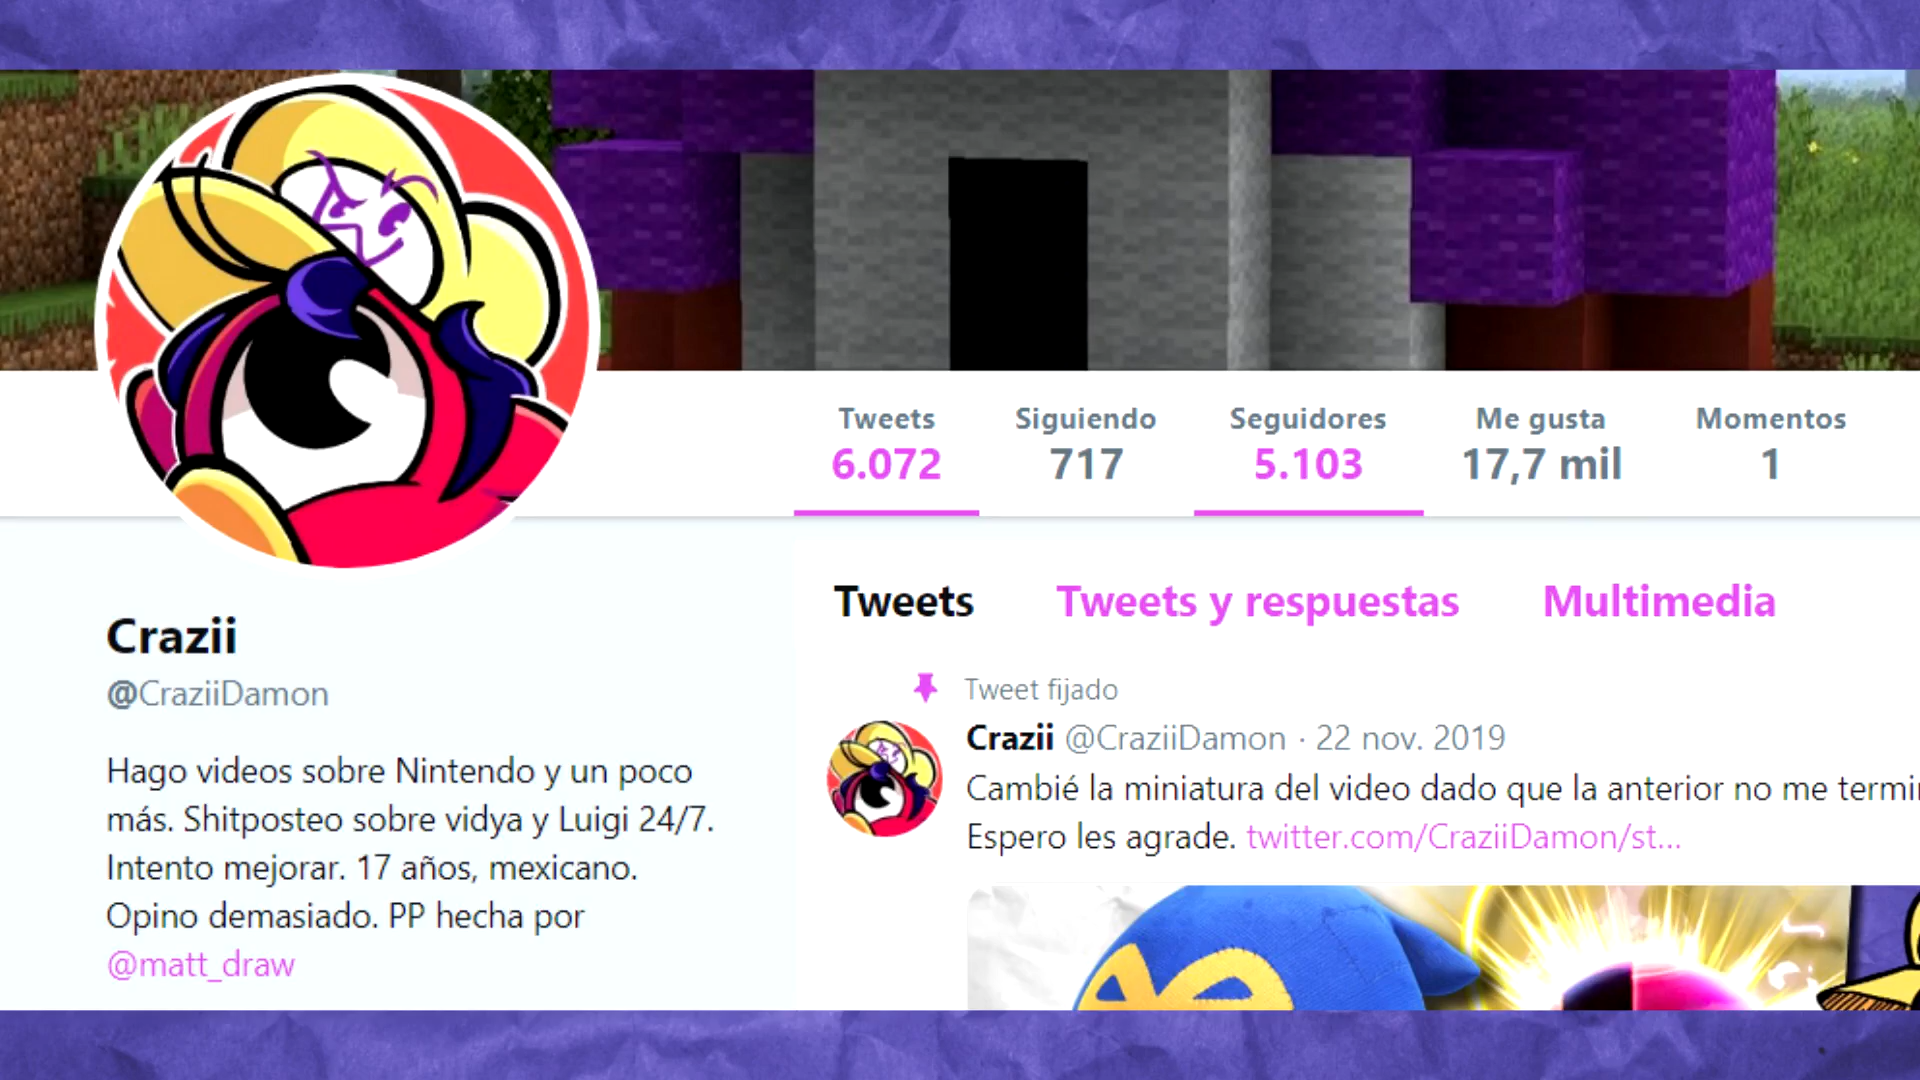 Tweets
6.072
Siguiendo
717
Seguidores
5.103
Me gusta
17,7 mil
Momentos
1
Crazii
@CraziiDamon
Hago videos sobre Nintendo y un poco
más. Shitposteo sobre vidya y Luigi 24/7.
Intento mejorar. 17 años, mexicano.
Opino demasiado. PP hecha por
@matt_draw
Tweets
Tweets y respuestas
Multimedia
Tweet fijado
Crazii @CraziiDamon · 22 nov. 2019
Cambié la miniatura del video dado que la anterior no me
Espero les agrade. twitter.com/CraziiDamon/st...